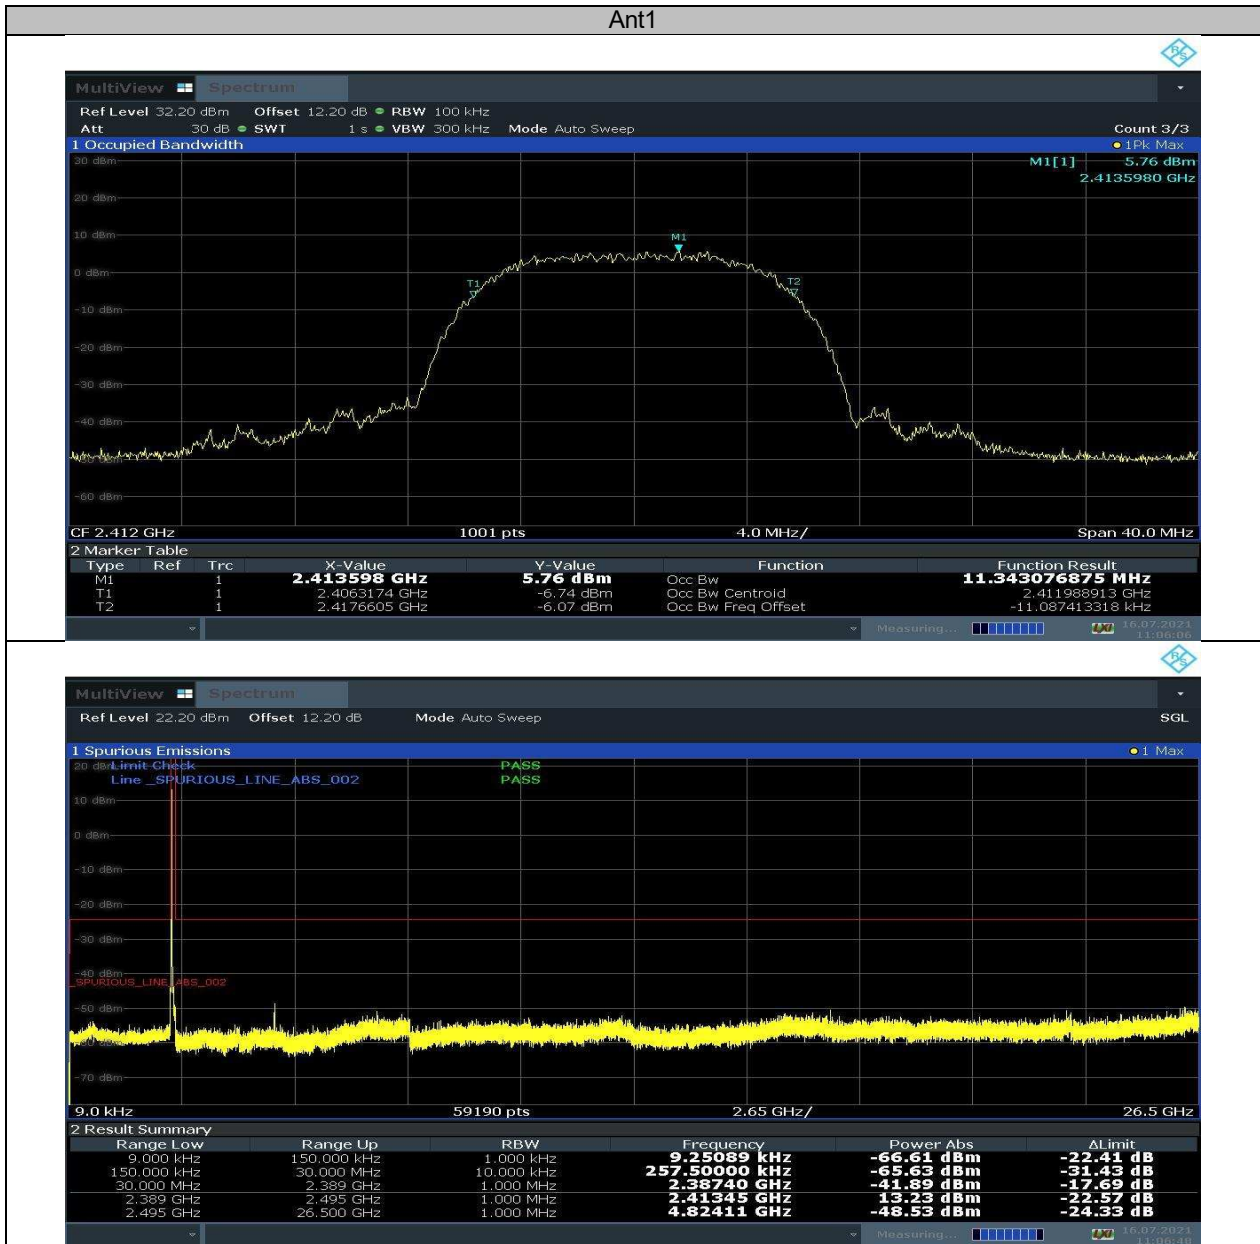 Ant1
R&S
MultiView Spectrum
Ref Level 32.20 dBm Offset 12.20 dB RBW 100 kHz
Att 30 dB SWT 1 s VBW 300 kHz Mode Auto Sweep Count 3/3
1 Occupied Bandwidth 1Pk Max
30 dBm M1[1] 5.76 dBm
2.4135980 GHz
20 dBm
10 dBm
M1
0 dBm
T1 T2
-10 dBm
-20 dBm
-30 dBm
-40 dBm
-60 dBm
CF 2.412 GHz 1001 pts 4.0 MHz/ Span 40.0 MHz
2 Marker Table
Type Ref Trc X-Value Y-Value Function Function Result
M1 1 2.413598 GHz 5.76 dBm Occ Bw 11.343076875 MHz
T1 1 2.4063174 GHz -6.74 dBm Occ Bw Centroid 2.411988913 GHz
T2 1 2.4176605 GHz -6.07 dBm Occ Bw Freq Offset -11.087413318 kHz
Measuring... 16.07.2021
11:06:06
R&S
MultiView Spectrum
Ref Level 22.20 dBm Offset 12.20 dB Mode Auto Sweep SGL
1 Spurious Emissions 1 Max
20 dBm Limit Check PASS
Line _SPURIOUS_LINE_ABS_002 PASS
10 dBm
0 dBm
-10 dBm
-20 dBm
-30 dBm
-40 dBm
_SPURIOUS_LINE_ABS_002
-50 dBm
-70 dBm
9.0 kHz 59190 pts 2.65 GHz/ 26.5 GHz
2 Result Summary
Range Low Range Up RBW Frequency Power Abs ΔLimit
9.000 kHz 150.000 kHz 1.000 kHz 9.25089 kHz -66.61 dBm -22.41 dB
150.000 kHz 30.000 MHz 10.000 kHz 257.50000 kHz -65.63 dBm -31.43 dB
30.000 MHz 2.389 GHz 1.000 MHz 2.38740 GHz -41.89 dBm -17.69 dB
2.389 GHz 2.495 GHz 1.000 MHz 2.41345 GHz 13.23 dBm -22.57 dB
2.495 GHz 26.500 GHz 1.000 MHz 4.82411 GHz -48.53 dBm -24.33 dB
Measuring... 16.07.2021
11:06:48